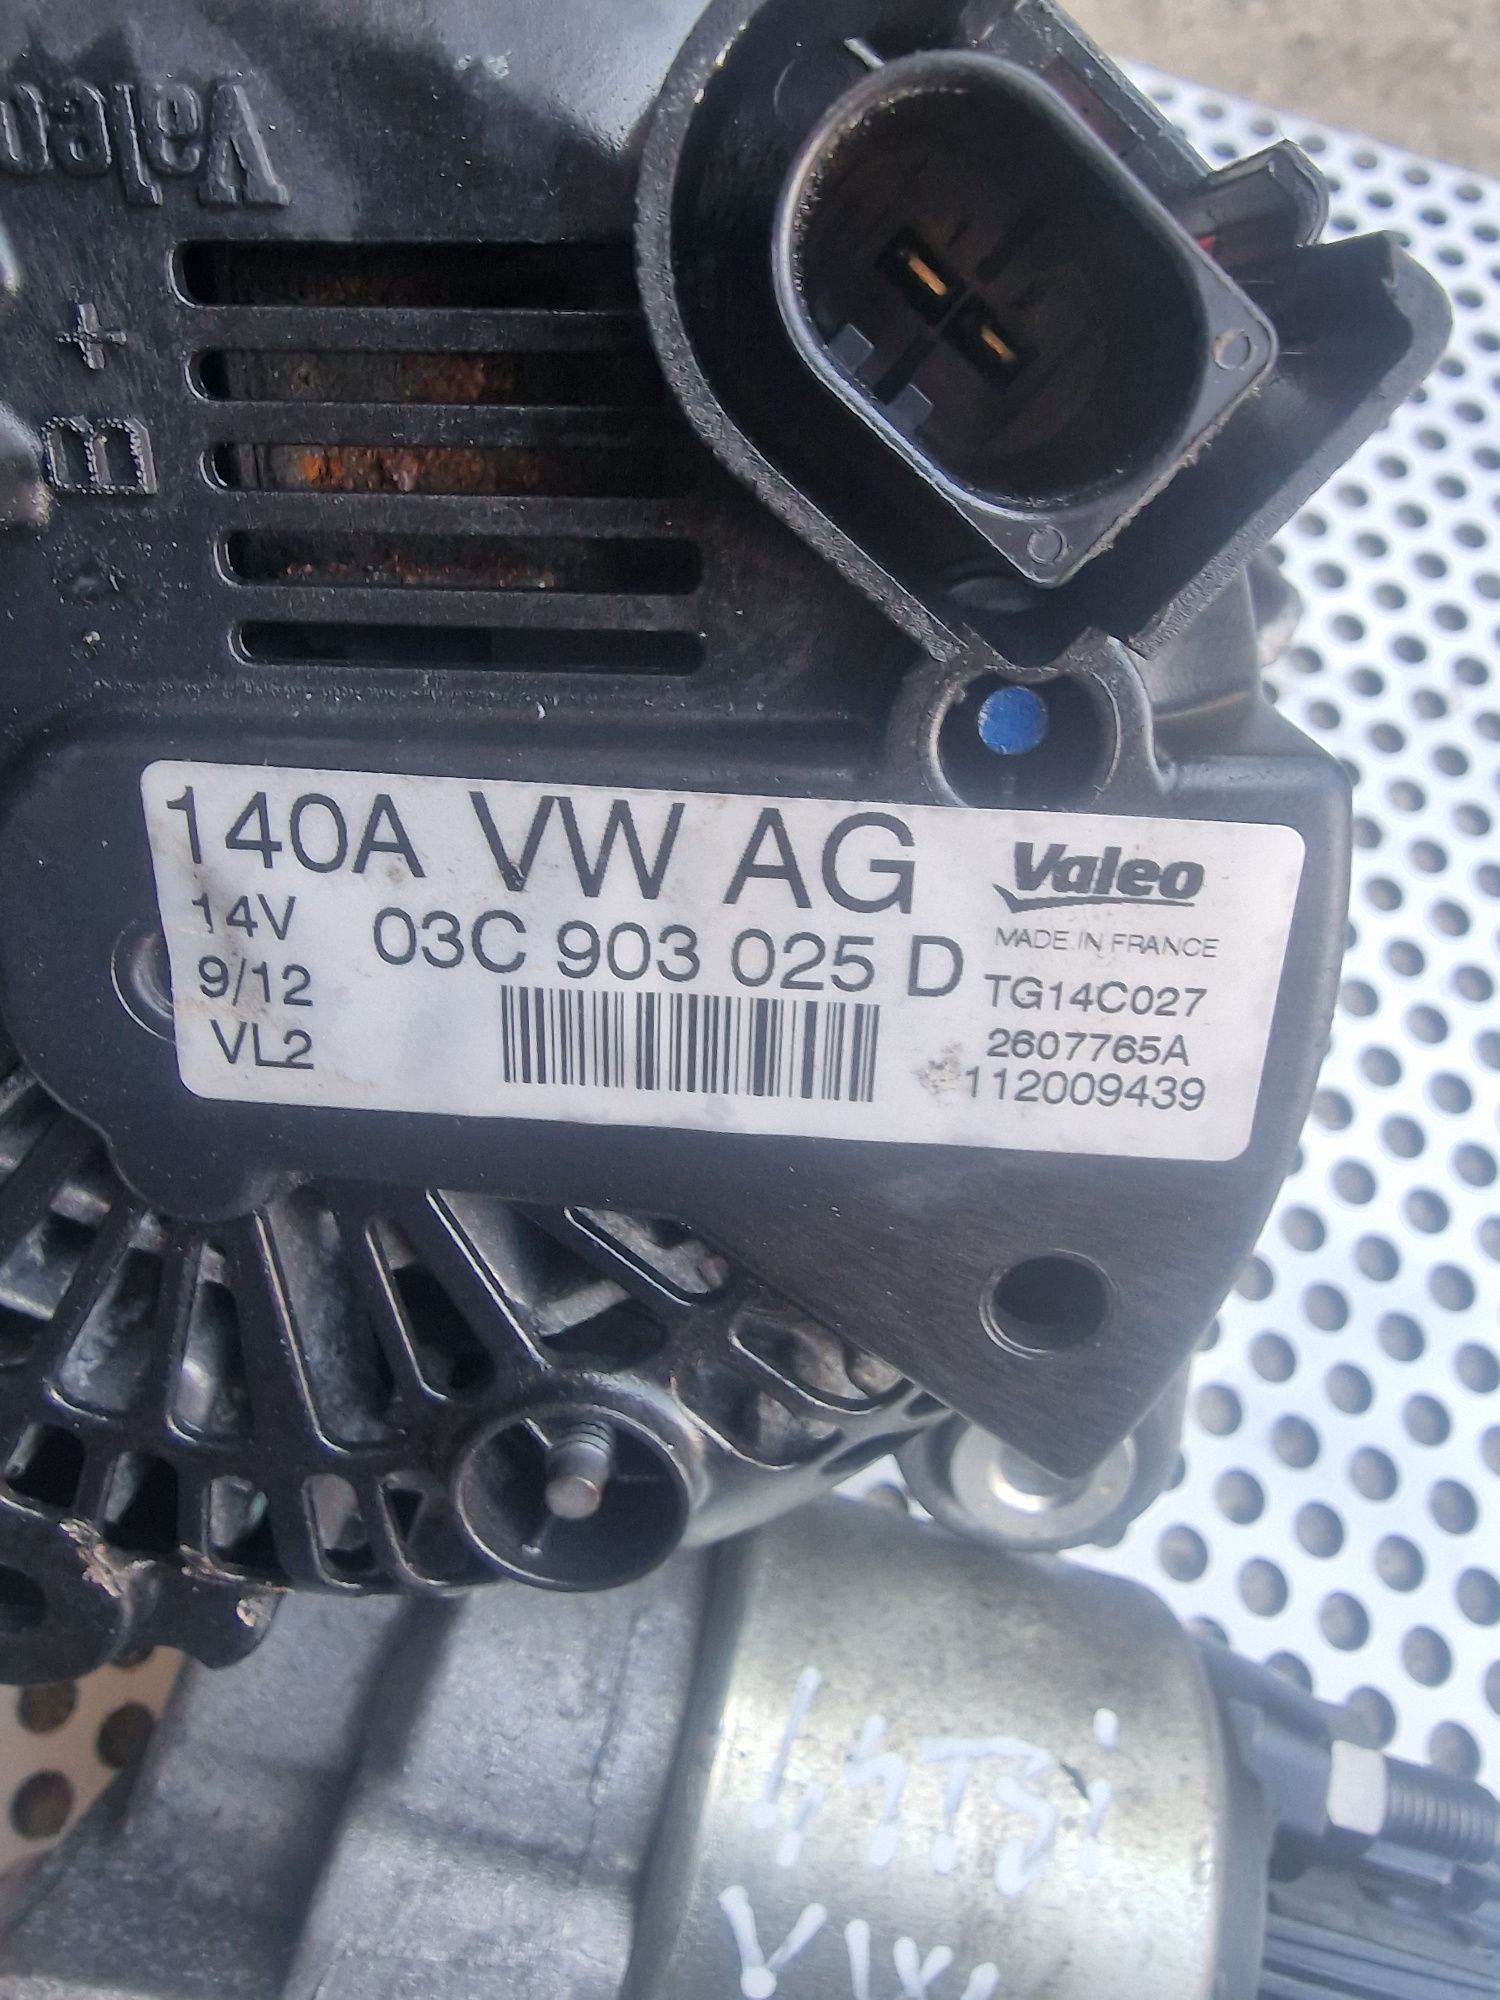 Valeo
B +
140A VW AG
14V
03C 903 025 D
9/12
VL2
Valeo
MADE IN FRANCE
TG14C027
2607765A
112009439
1,4TSi